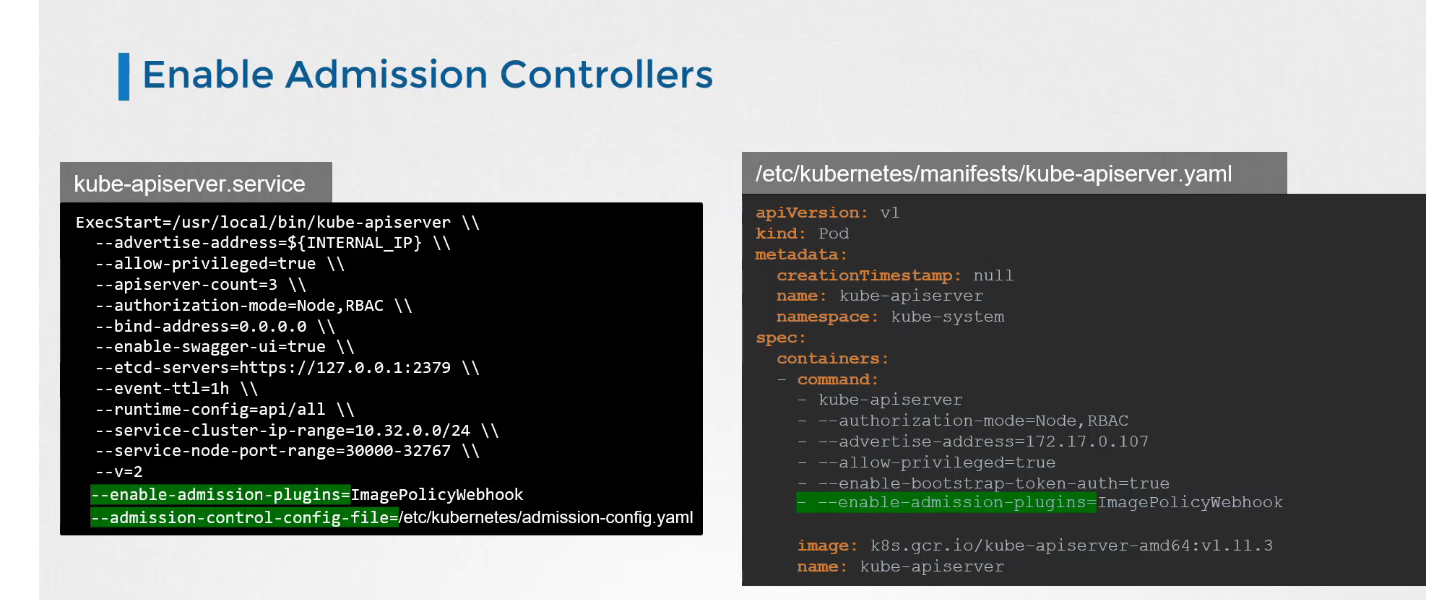 Enable Admission Controllers
kube-apiserver.service
ExecStart=/usr/local/bin/kube-apiserver \\
--advertise-address=${INTERNAL_IP} \\
--allow-privileged=true \\
--apiserver-count=3 \\
--authorization-mode=Node,RBAC \\
--bind-address=0.0.0.0 \\
--enable-swagger-ui=true \\
--etcd-servers=https://127.0.0.1:2379 \\
--event-ttl=1h \\
--runtime-config=api/all \\
--service-cluster-ip-range=10.32.0.0/24 \\
--service-node-port-range=30000-32767 \\
--v=2
--enable-admission-plugins=ImagePolicyWebhook
--admission-control-config-file=/etc/kubernetes/admission-config.yaml
/etc/kubernetes/manifests/kube-apiserver.yaml
apiVersion: v1
kind: Pod
metadata:
creationTimestamp: null
name: kube-apiserver
namespace: kube-system
spec:
containers:
- command:
- kube-apiserver
- --authorization-mode=Node,RBAC
- --advertise-address=172.17.0.107
- --allow-privileged=true
- --enable-bootstrap-token-auth=true
- --enable-admission-plugins=ImagePolicyWebhook
image: k8s.gcr.io/kube-apiserver-amd64:v1.11.3
name: kube-apiserver